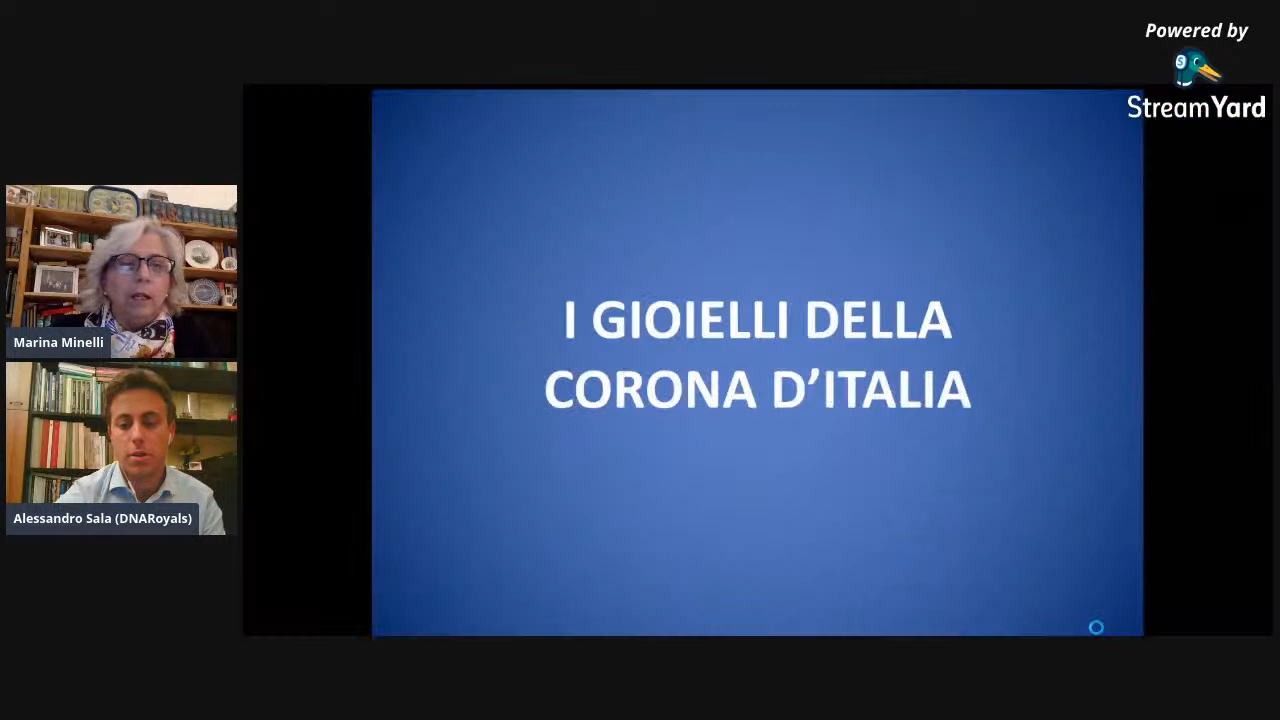 Powered by
StreamYard
I GIOIELLI DELLA
CORONA D’ITALIA
Marina Minelli
Alessandro Sala (DNARoyals)